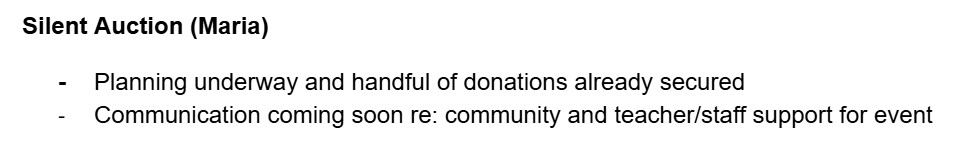 Silent Auction (Maria)
- Planning underway and handful of donations already secured
- Communication coming soon re: community and teacher/staff support for event